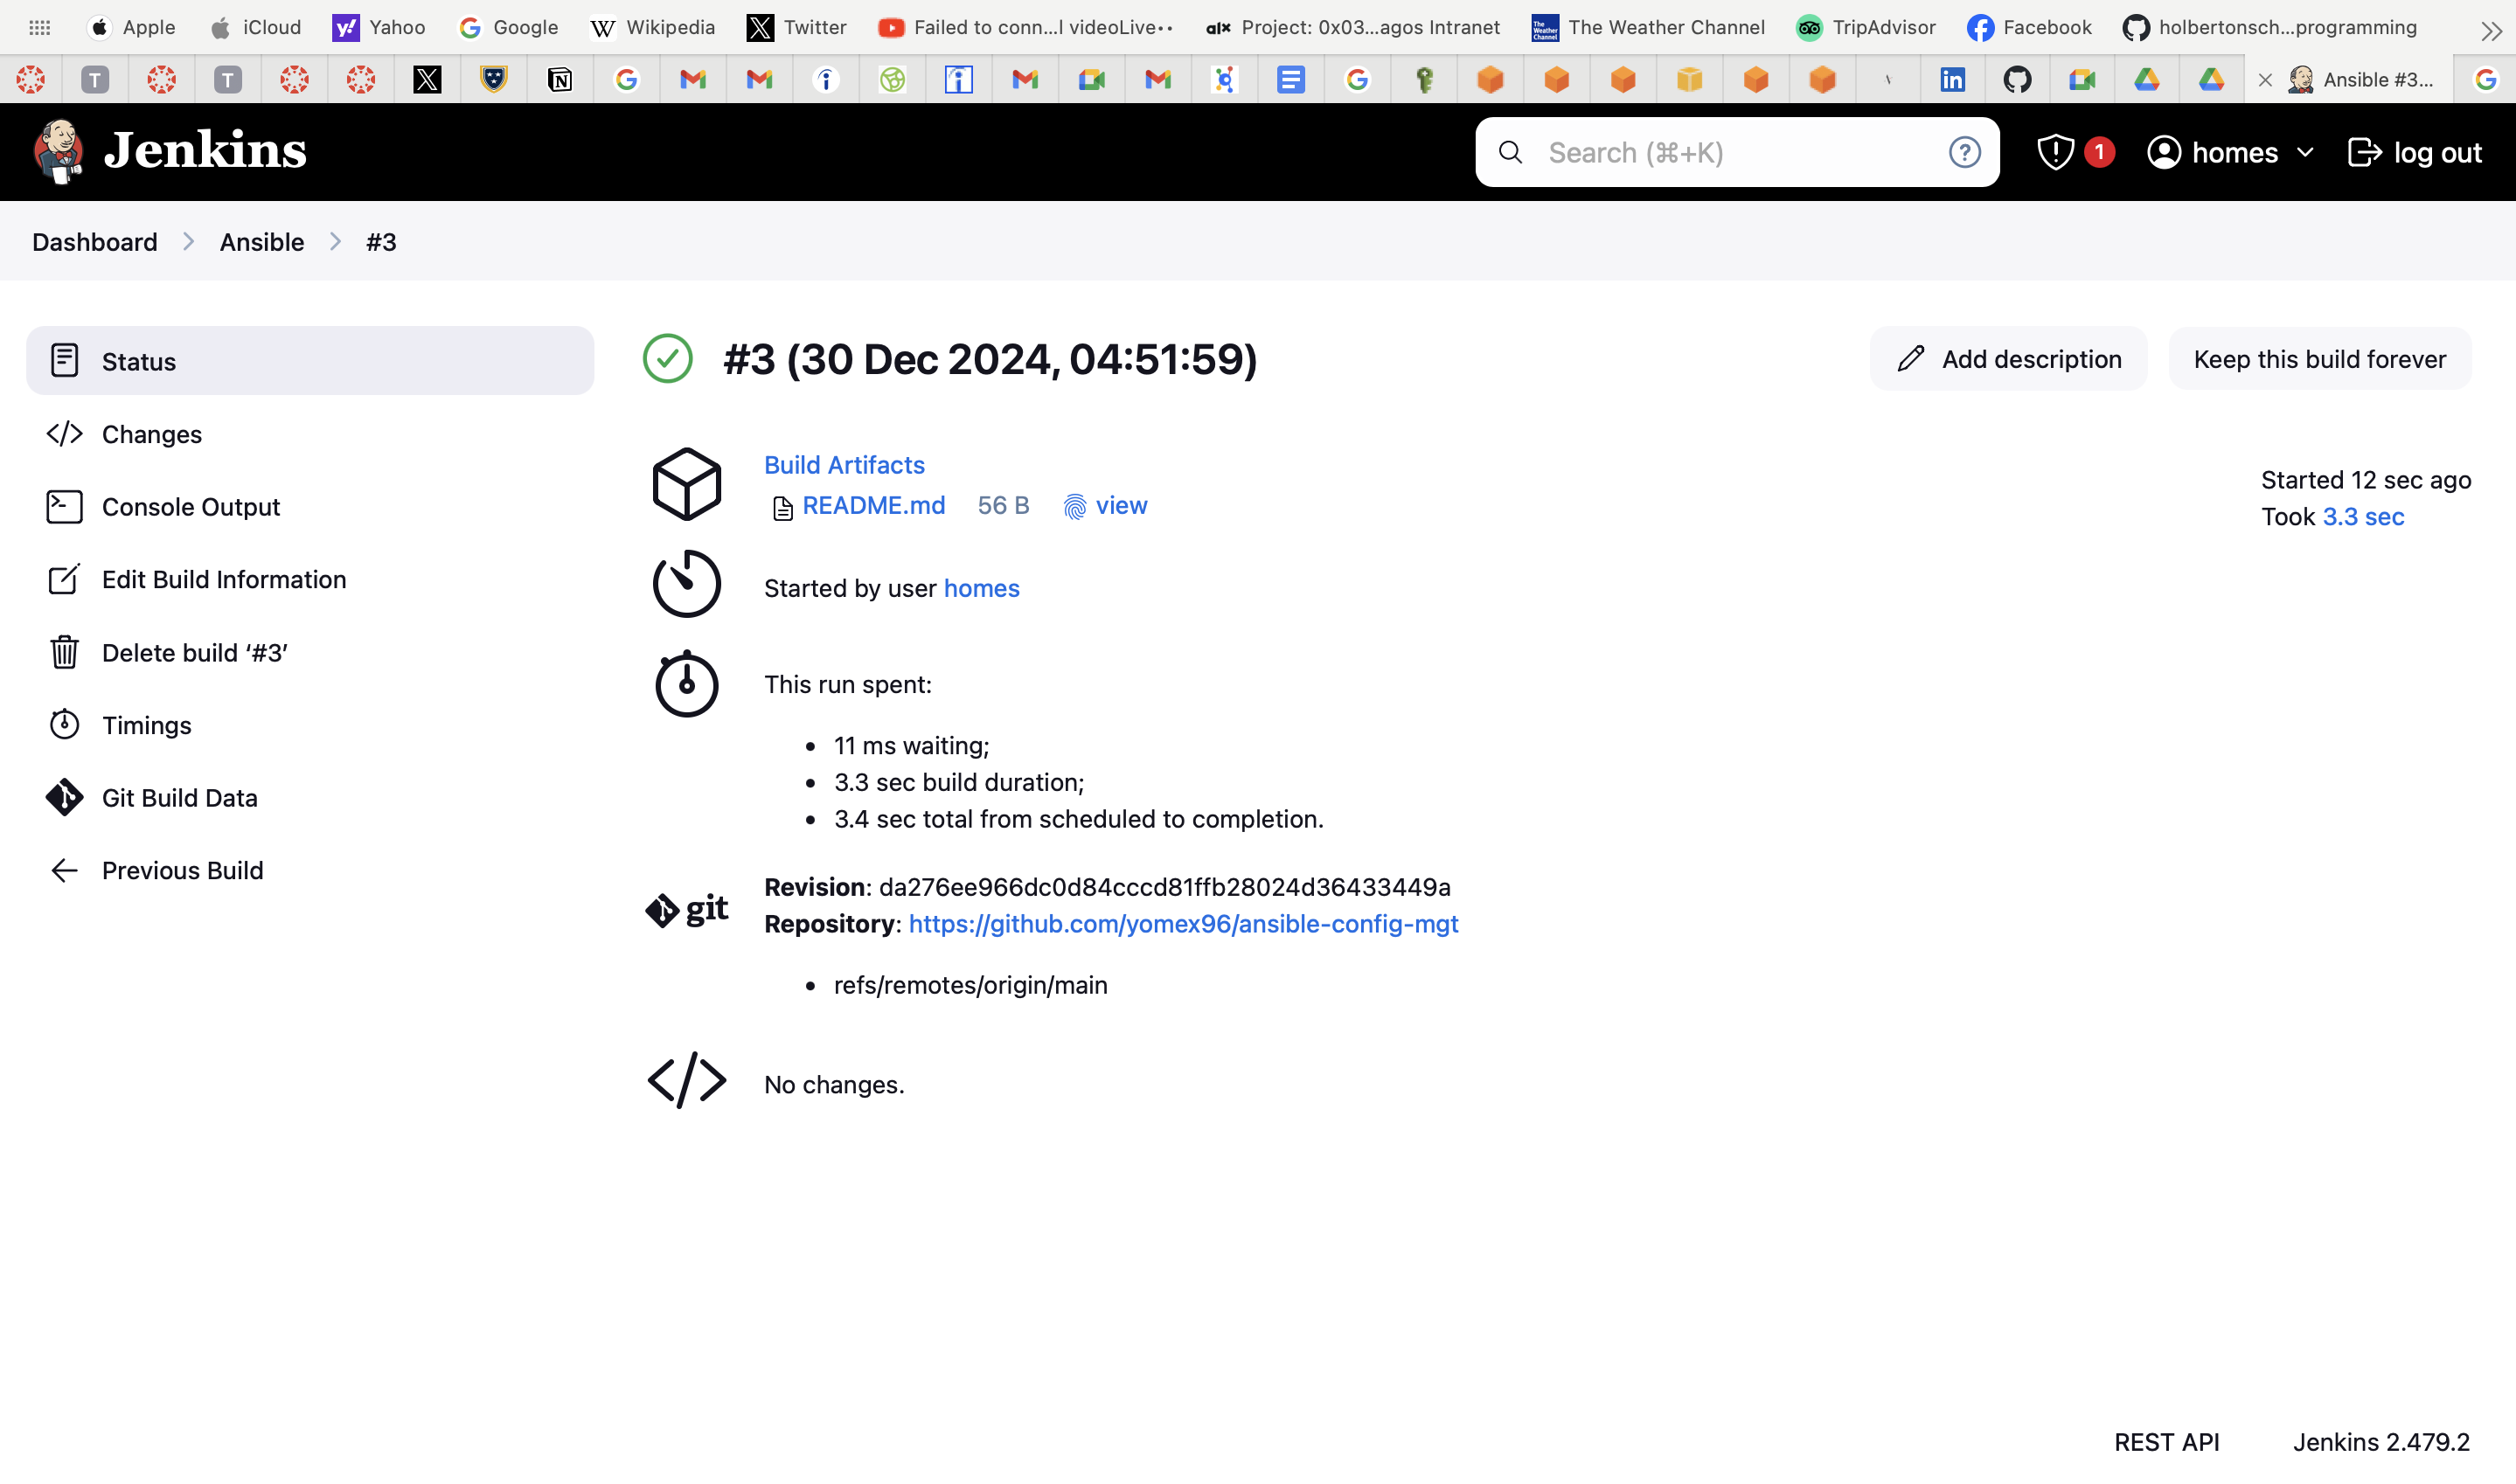 Apple iCloud Yahoo Google Wikipedia Twitter Failed to conn...l videoLive•• Project: 0x03...agos Intranet The Weather Channel TripAdvisor Facebook holbertonsch...programming
Ansible #3...
Jenkins
Search (⌘+K)
1
homes
log out
Dashboard > Ansible > #3
Status
Changes
Console Output
Edit Build Information
Delete build ‘#3’
Timings
Git Build Data
Previous Build
#3 (30 Dec 2024, 04:51:59)
Add description
Keep this build forever
Build Artifacts
README.md 56 B view
Started 12 sec ago
Took 3.3 sec
Started by user homes
This run spent:
• 11 ms waiting;
• 3.3 sec build duration;
• 3.4 sec total from scheduled to completion.
git
Revision: da276ee966dc0d84cccd81ffb28024d36433449a
Repository: https://github.com/yomex96/ansible-config-mgt
• refs/remotes/origin/main
No changes.
REST API
Jenkins 2.479.2